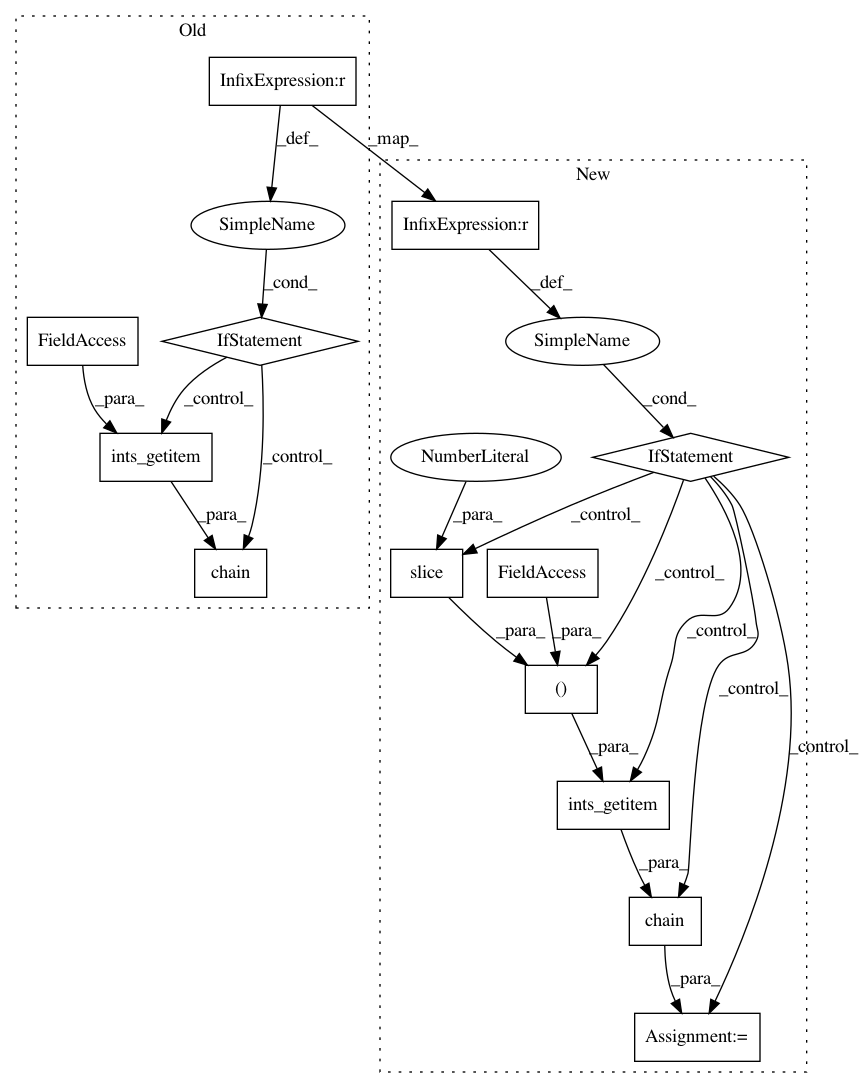 Old
InfixExpression:r
_def_
_map_
New
SimpleName
InfixExpression:r
_cond_
_def_
FieldAccess
IfStatement
SimpleName
_para_
_control_
_cond_
_control_
ints_getitem
NumberLiteral
IfStatement
_para_
_para_
_control_
chain
slice
FieldAccess
_control_
_para_
_para_
_control_
()
_control_
_para_
_control_
ints_getitem
_para_
chain
_para_
Assignment:=